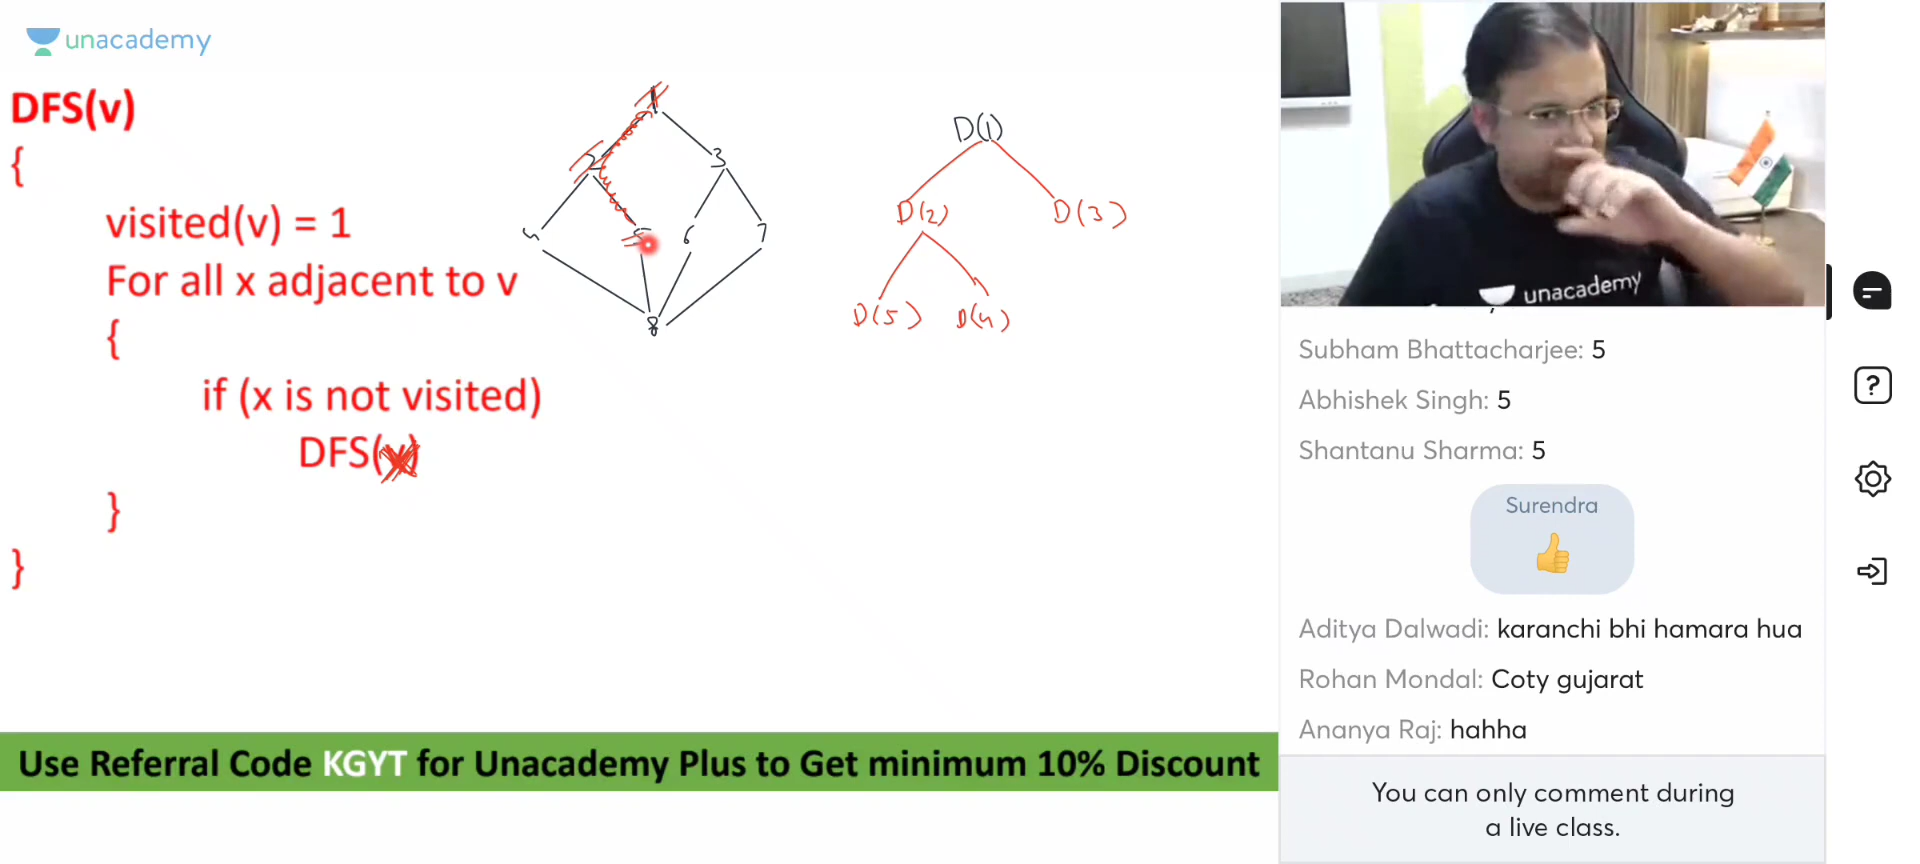 unacademy
DFS(v)
{
visited(v) = 1
For all x adjacent to v
{
if (x is not visited)
DFS(
}
}
1
2
3
4
5
6
7
8
D(1)
D(2)
D(3)
D(5)
D(4)
Use Referral Code KGYT for Unacademy Plus to Get minimum 10% Discount
unacademy
Subham Bhattacharjee: 5
Abhishek Singh: 5
Shantanu Sharma: 5
Surendra
👍
Aditya Dalwadi: karanchi bhi hamara hua
Rohan Mondal: Coty gujarat
Ananya Raj: hahha
You can only comment during
a live class.
?